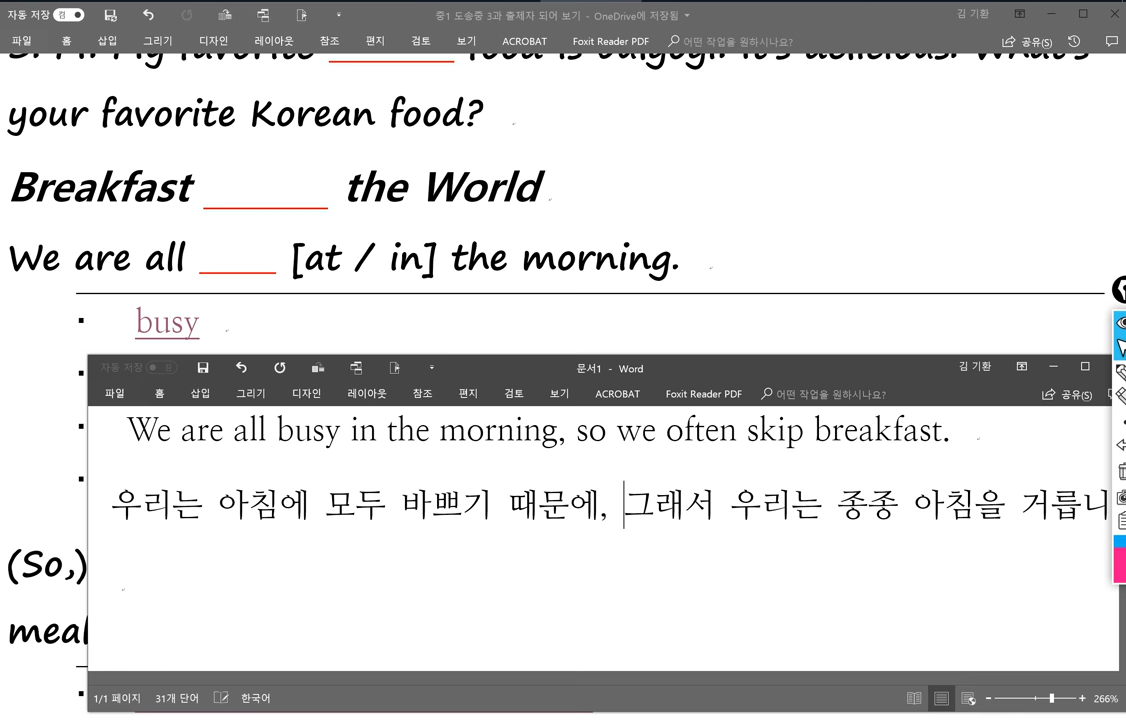 자동 저장 켬
중1 도송중 3과 출제자 되어 보기 - OneDrive에 저장됨
김 기환
파일 홈 삽입 그리기 디자인 레이아웃 참조 편지 검토 보기 ACROBAT Foxit Reader PDF 어떤 작업을 원하시나요? 공유(S)
your favorite Korean food?
Breakfast ______ the World
We are all ____ [at / in] the morning.
busy
자동 저장 끔
문서1 - Word
김 기환
파일 홈 삽입 그리기 디자인 레이아웃 참조 편지 검토 보기 ACROBAT Foxit Reader PDF 어떤 작업을 원하시나요? 공유(S)
We are all busy in the morning, so we often skip breakfast.
우리는 아침에 모두 바쁘기 때문에, 그래서 우리는 종종 아침을 거릅니
(So,)
meal
1/1 페이지 31개 단어 한국어 266%